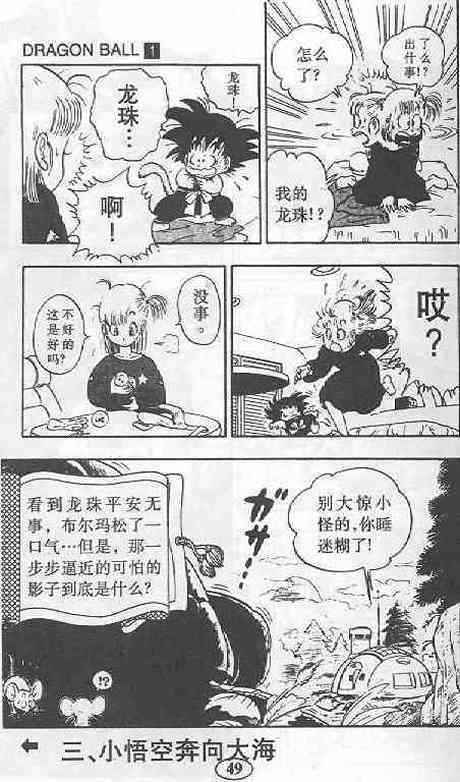 DRAGON BALL 1
出了
什么
事!?
怎么
了?
我的
龙珠!?
龙珠!
龙珠…
啊!
哎?
没事。
这不
是好
好的
吗?
别大惊小
怪的,你睡
迷糊了!
ガサ…
看到龙珠平安无
事,布尔玛松了一
口气…但是,那一
步步逼近的可怕的
影子到底是什么?
!?
← 三、小悟空奔向大海
49